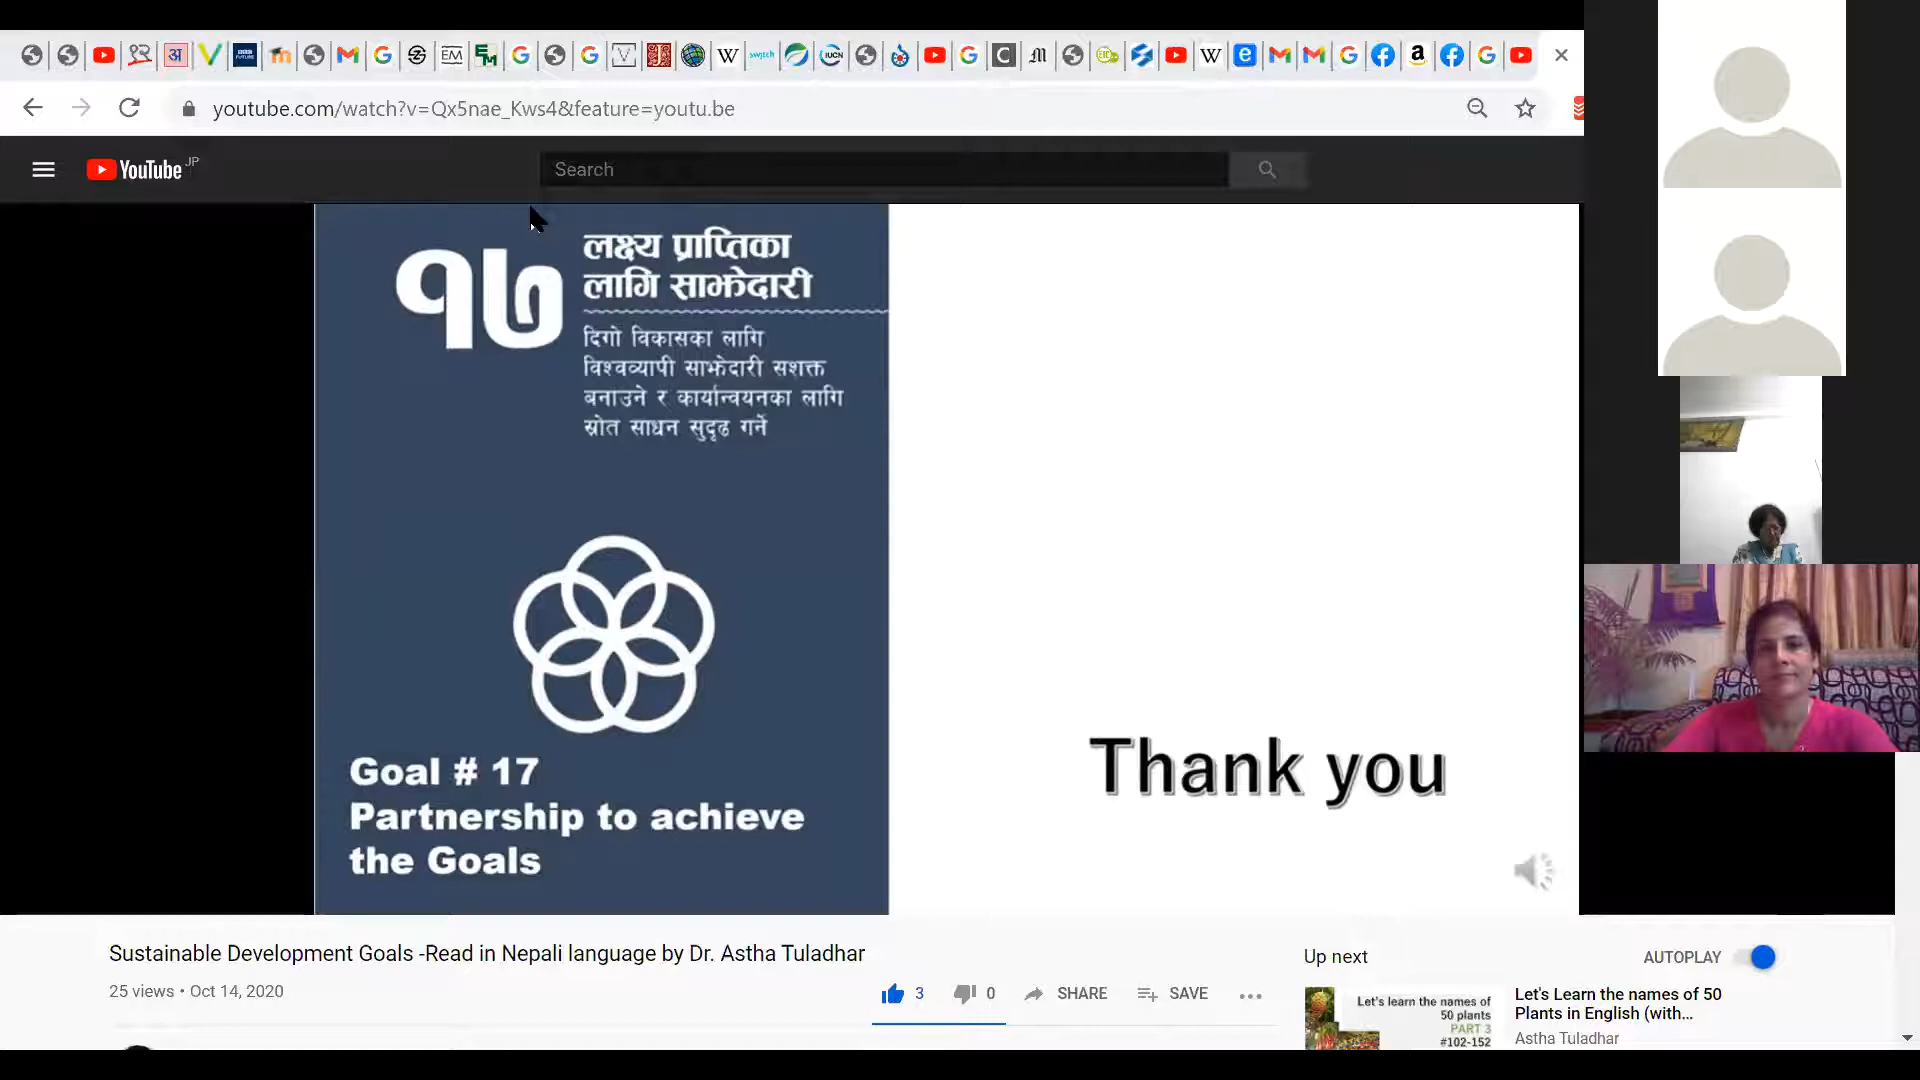 youtube.com/watch?v=Qx5nae_Kws4&feature=youtu.be
YouTube JP
Search
१७
लक्ष्य प्राप्तिका
लागि साझेदारी
दिगो विकासका लागि
विश्वव्यापी साझेदारी सशक्त
बनाउने र कार्यान्वयनका लागि
स्रोत साधन सुदृढ गर्ने
Goal # 17
Partnership to achieve
the Goals
Thank you
Sustainable Development Goals -Read in Nepali language by Dr. Astha Tuladhar
25 views • Oct 14, 2020
3
0
SHARE
SAVE
Up next
AUTOPLAY
Let's learn the names of
50 plants
PART 3
#102-152
Let's Learn the names of 50
Plants in English (with...
Astha Tuladhar